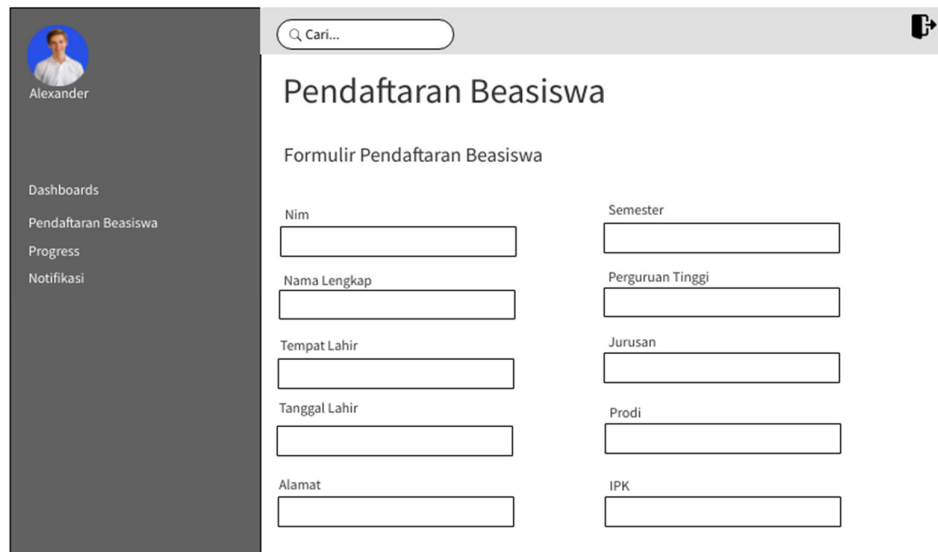 Cari...
Alexander
Dashboards
Pendaftaran Beasiswa
Progress
Notifikasi
Pendaftaran Beasiswa
Formulir Pendaftaran Beasiswa
Nim
Nama Lengkap
Tempat Lahir
Tanggal Lahir
Alamat
Semester
Perguruan Tinggi
Jurusan
Prodi
IPK